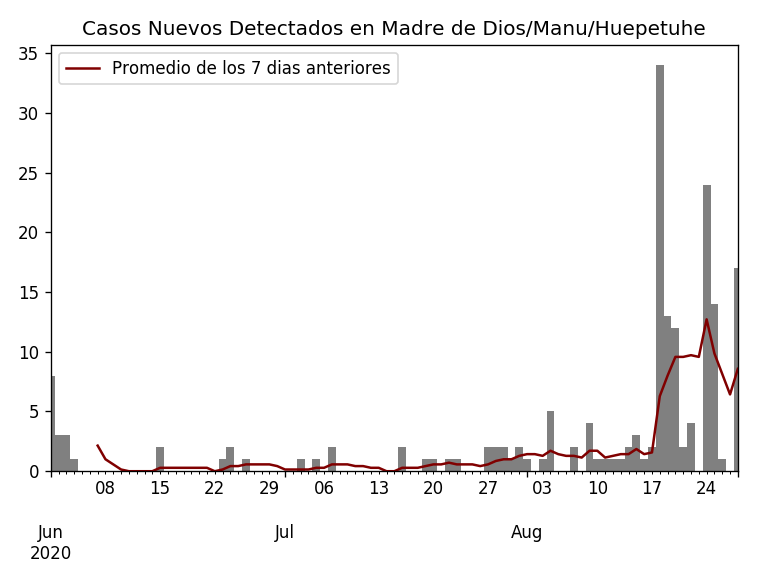 Casos Nuevos Detectados en Madre de Dios/Manu/Huepetuhe
Promedio de los 7 dias anteriores
35
30
25
20
15
10
5
0
08 15 22 29 06 13 20 27 03 10 17 24
Jun Jul Aug
2020